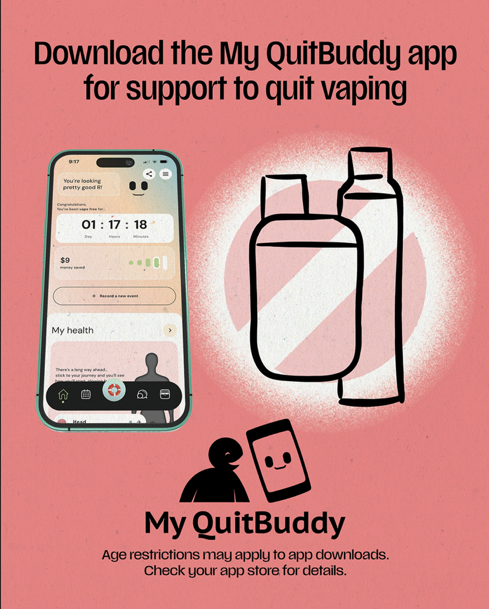 Download the My QuitBuddy app
for support to quit vaping
9:17
You're looking
pretty good R!
Congratulations,
You've been vape free for...
01 : 17 : 18
Day Hours Minutes
$9
money saved
+ Record a new event
My health
There's a long way ahead,
stick to your journey and you'll see
Head
My QuitBuddy
Age restrictions may apply to app downloads.
Check your app store for details.